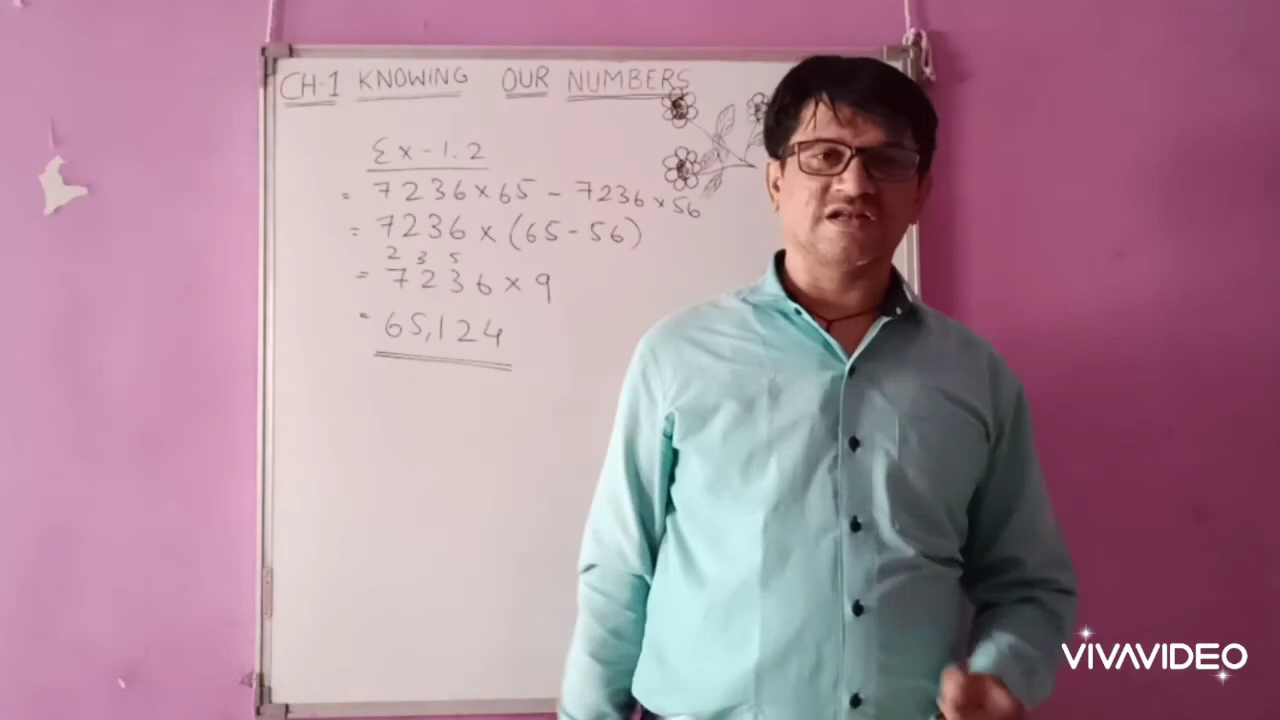 CH-1 KNOWING OUR NUMBERS
Ex-1.2
= 7236 × 65 - 7236 × 56
= 7236 × (65 - 56)
2 3 5
= 7236 × 9
= 65,124
VIVAVIDEO